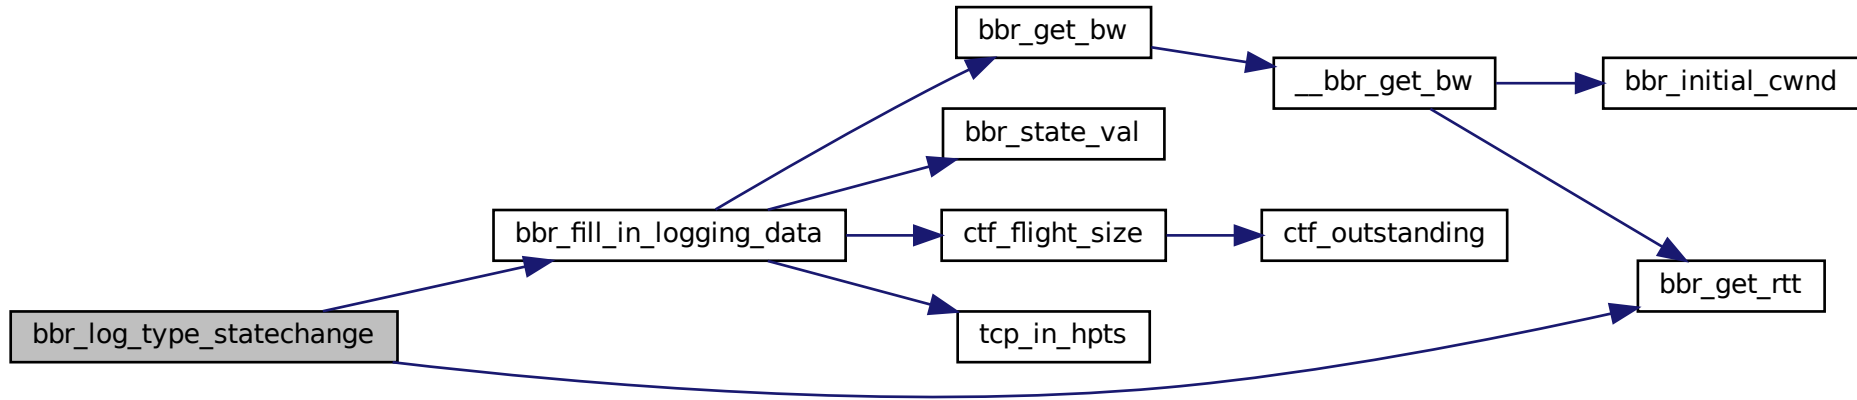 bbr_get_bw
__bbr_get_bw
bbr_initial_cwnd
bbr_state_val
bbr_fill_in_logging_data
ctf_flight_size
ctf_outstanding
bbr_get_rtt
bbr_log_type_statechange
tcp_in_hpts